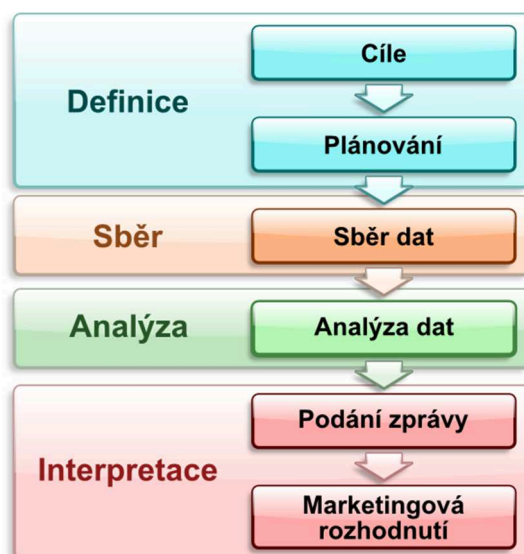 Definice
Cíle
Plánování
Sběr
Sběr dat
Analýza
Analýza dat
Interpretace
Podání zprávy
Marketingová
rozhodnutí